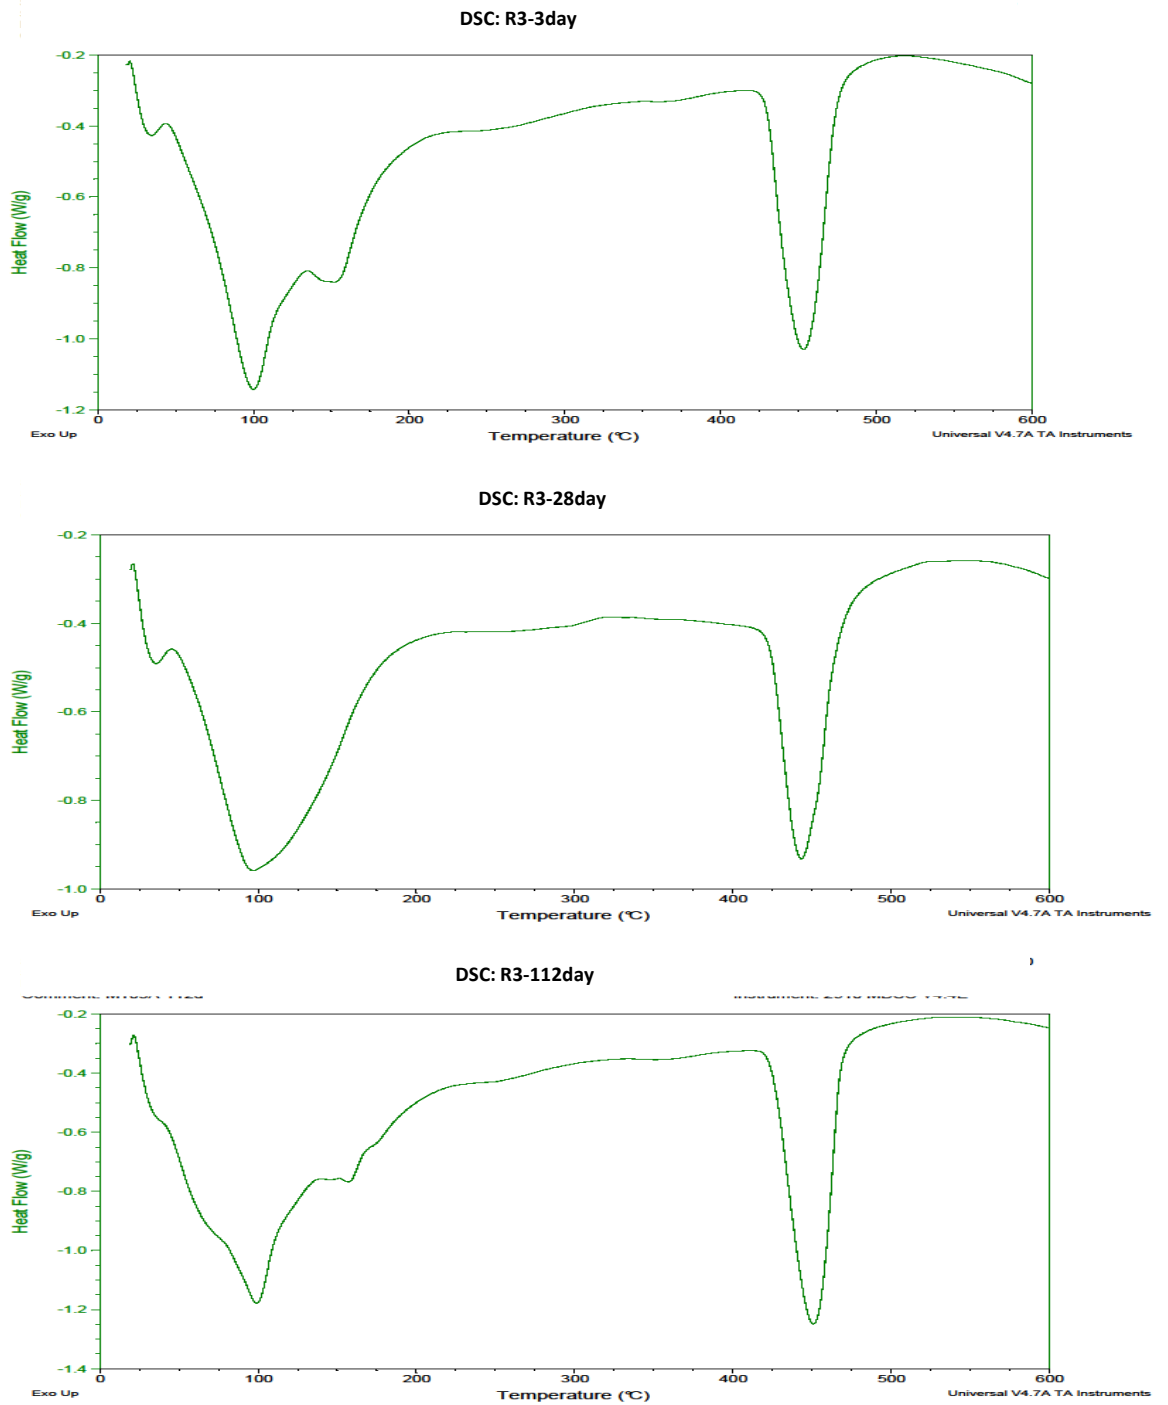 DSC: R3-3day
-0.2
-0.4
-0.6
-0.8
-1.0
-1.2
Heat Flow (W/g)
0 100 200 300 400 500 600
Exo Up Temperature (°C) Universal V4.7A TA Instruments
DSC: R3-28day
-0.2
-0.4
-0.6
-0.8
-1.0
Heat Flow (W/g)
0 100 200 300 400 500 600
Exo Up Temperature (°C) Universal V4.7A TA Instruments
DSC: R3-112day
-0.2
-0.4
-0.6
-0.8
-1.0
-1.2
-1.4
Heat Flow (W/g)
0 100 200 300 400 500 600
Exo Up Temperature (°C) Universal V4.7A TA Instruments